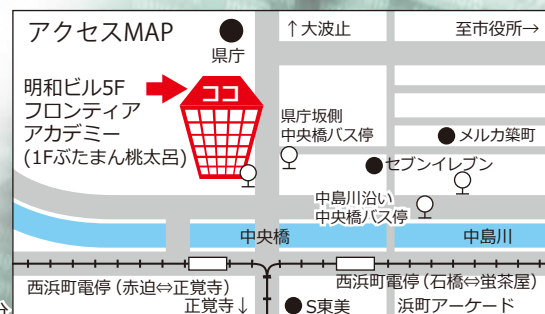 アクセスMAP
県庁
↑大波止
至市役所→
明和ビル5F
フロンティア
アカデミー
(1Fぶたまん桃太呂)
ココ
県庁坂側
中央橋バス停
メルカ築町
セブンイレブン
中島川沿い
中央橋バス停
中央橋
中島川
西浜町電停(赤迫⇔正覚寺)
西浜町電停(石橋⇔蛍茶屋)
正覚寺↓
S東美
浜町アーケード
分